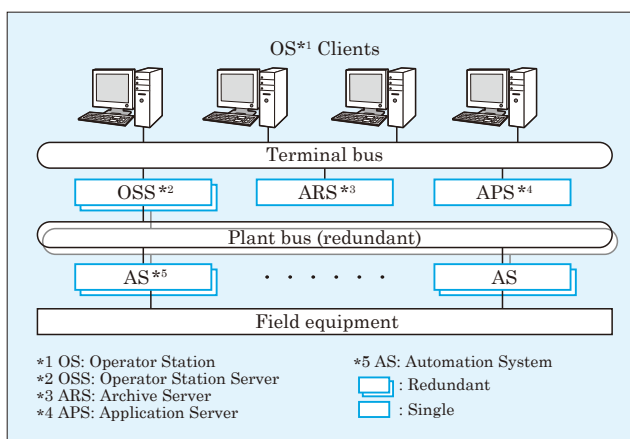 OS*1 Clients
Terminal bus
OSS*2 ARS*3 APS*4
Plant bus (redundant)
AS*5 · · · · · · AS
Field equipment
*1 OS: Operator Station
*2 OSS: Operator Station Server
*3 ARS: Archive Server
*4 APS: Application Server
*5 AS: Automation System
: Redundant
: Single